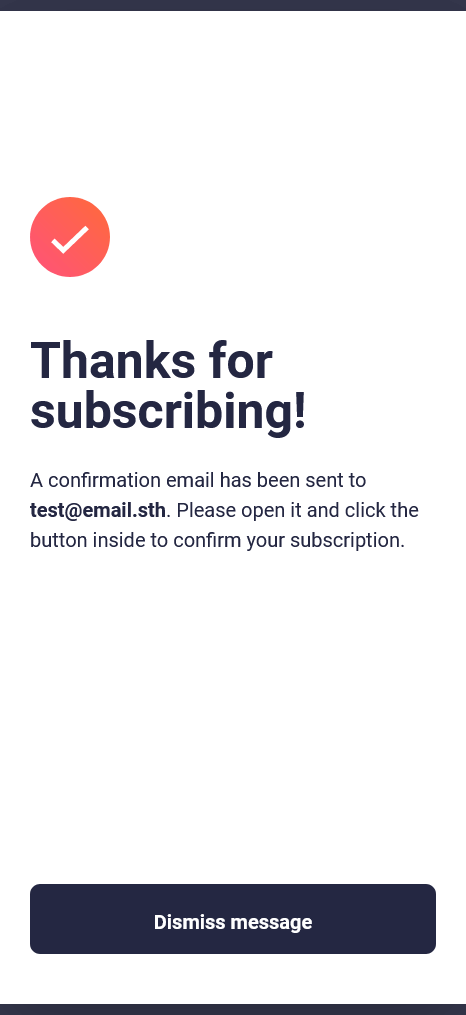 Thanks for
subscribing!
A confirmation email has been sent to
test@email.sth. Please open it and click the
button inside to confirm your subscription.
Dismiss message